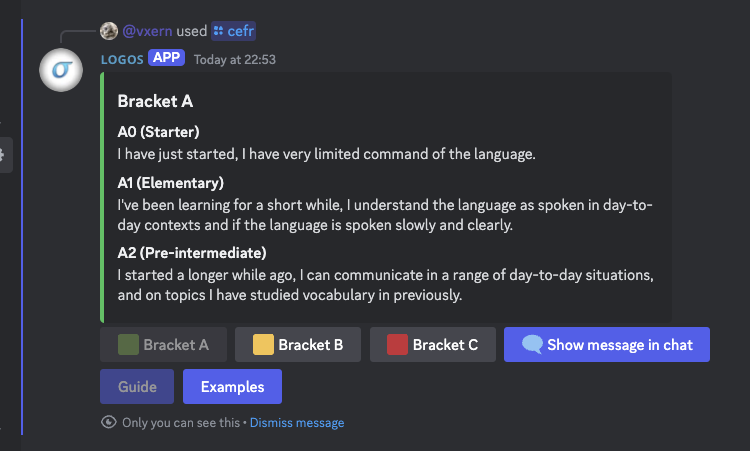 @vxern used cefr
LOGOS APP Today at 22:53
Bracket A
A0 (Starter)
I have just started, I have very limited command of the language.
A1 (Elementary)
I've been learning for a short while, I understand the language as spoken in day-to-
day contexts and if the language is spoken slowly and clearly.
A2 (Pre-intermediate)
I started a longer while ago, I can communicate in a range of day-to-day situations,
and on topics I have studied vocabulary in previously.
Bracket A Bracket B Bracket C Show message in chat
Guide Examples
Only you can see this • Dismiss message